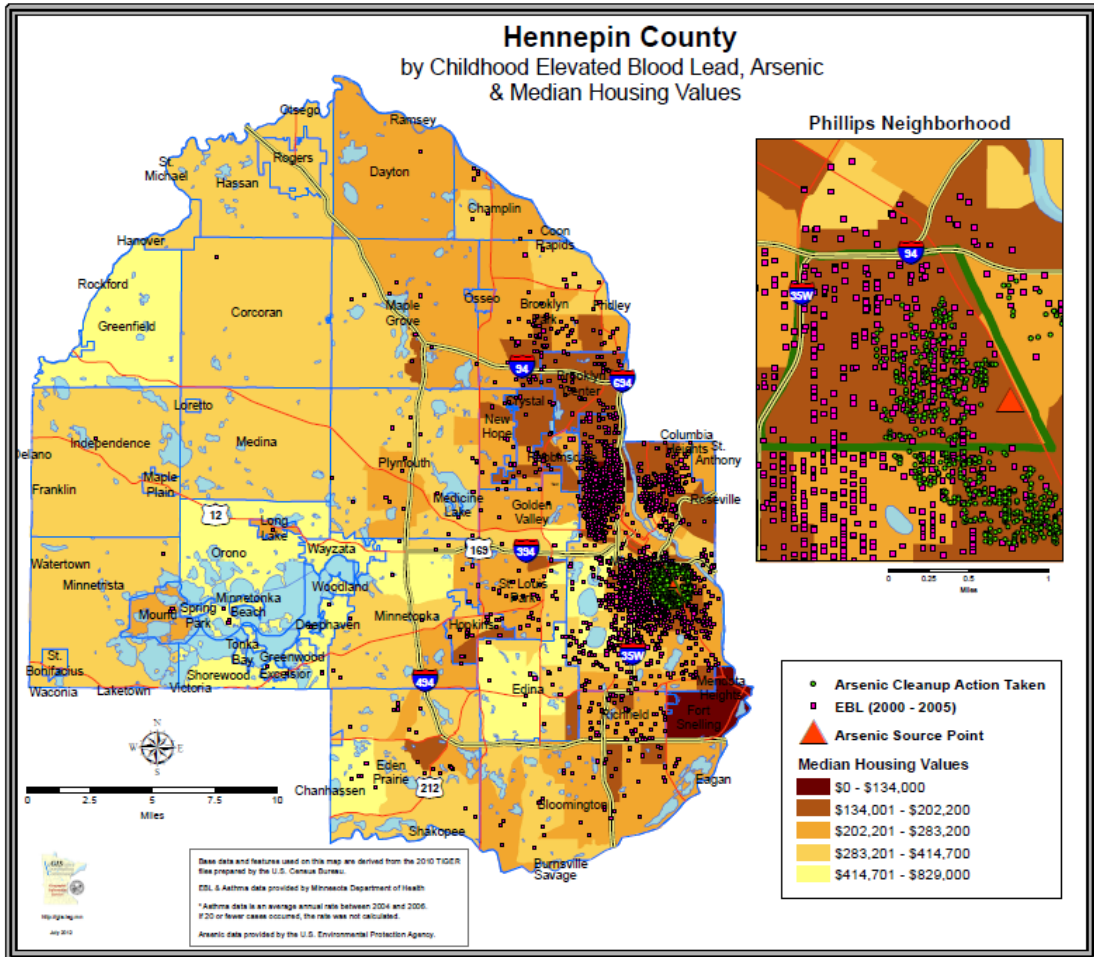 Hennepin County
by Childhood Elevated Blood Lead, Arsenic
& Median Housing Values
Phillips Neighborhood
94
35W
0 0.25 0.5 1
Miles
Otsego
Ramsey
Rogers
St.
Michael
Hassan
Dayton
Champlin
Hanover
Coon
Rapids
Rockford
Corcoran
Maple
Grove
Osseo
Brooklyn
Park
Fridley
Greenfield
94
694
Brooklyn
Center
Loretto
Crystal
New
Hope
Independence
Medina
Columbia
Heights
St.
Anthony
Delano
Plymouth
Robbinsdale
Maple
Plain
Franklin
Medicine
Lake
Golden
Valley
Roseville
12
Long
Lake
Orono
Wayzata
169
394
Watertown
Minnetrista
Woodland
St. Louis
Park
Minnetonka
Beach
Spring
Park
Mound
Minnetonka
Deephaven
Hopkins
Tonka
Bay
Greenwood
35W
St.
Bonifacius
Shorewood
Excelsior
494
Edina
Mendota
Heights
Waconia
Laketown
Victoria
Richfield
Fort
Snelling
N
W E
S
Eden
Prairie
212
Eagan
Chanhassen
Bloomington
Shakopee
Burnsville
Savage
0 2.5 5 10
Miles
Arsenic Cleanup Action Taken
EBL (2000 - 2005)
Arsenic Source Point
Median Housing Values
$0 - $134,000
$134,001 - $202,200
$202,201 - $283,200
$283,201 - $414,700
$414,701 - $829,000
GIS
July 2012
Base data and features used on this map are derived from the 2010 TIGER
files prepared by the U.S. Census Bureau.
EBL & Asthma data provided by Minnesota Department of Health
* Asthma data is an average annual rate between 2004 and 2006.
If 20 or fewer cases occurred, the rate was not calculated.
Arsenic data provided by the U.S. Environmental Protection Agency.